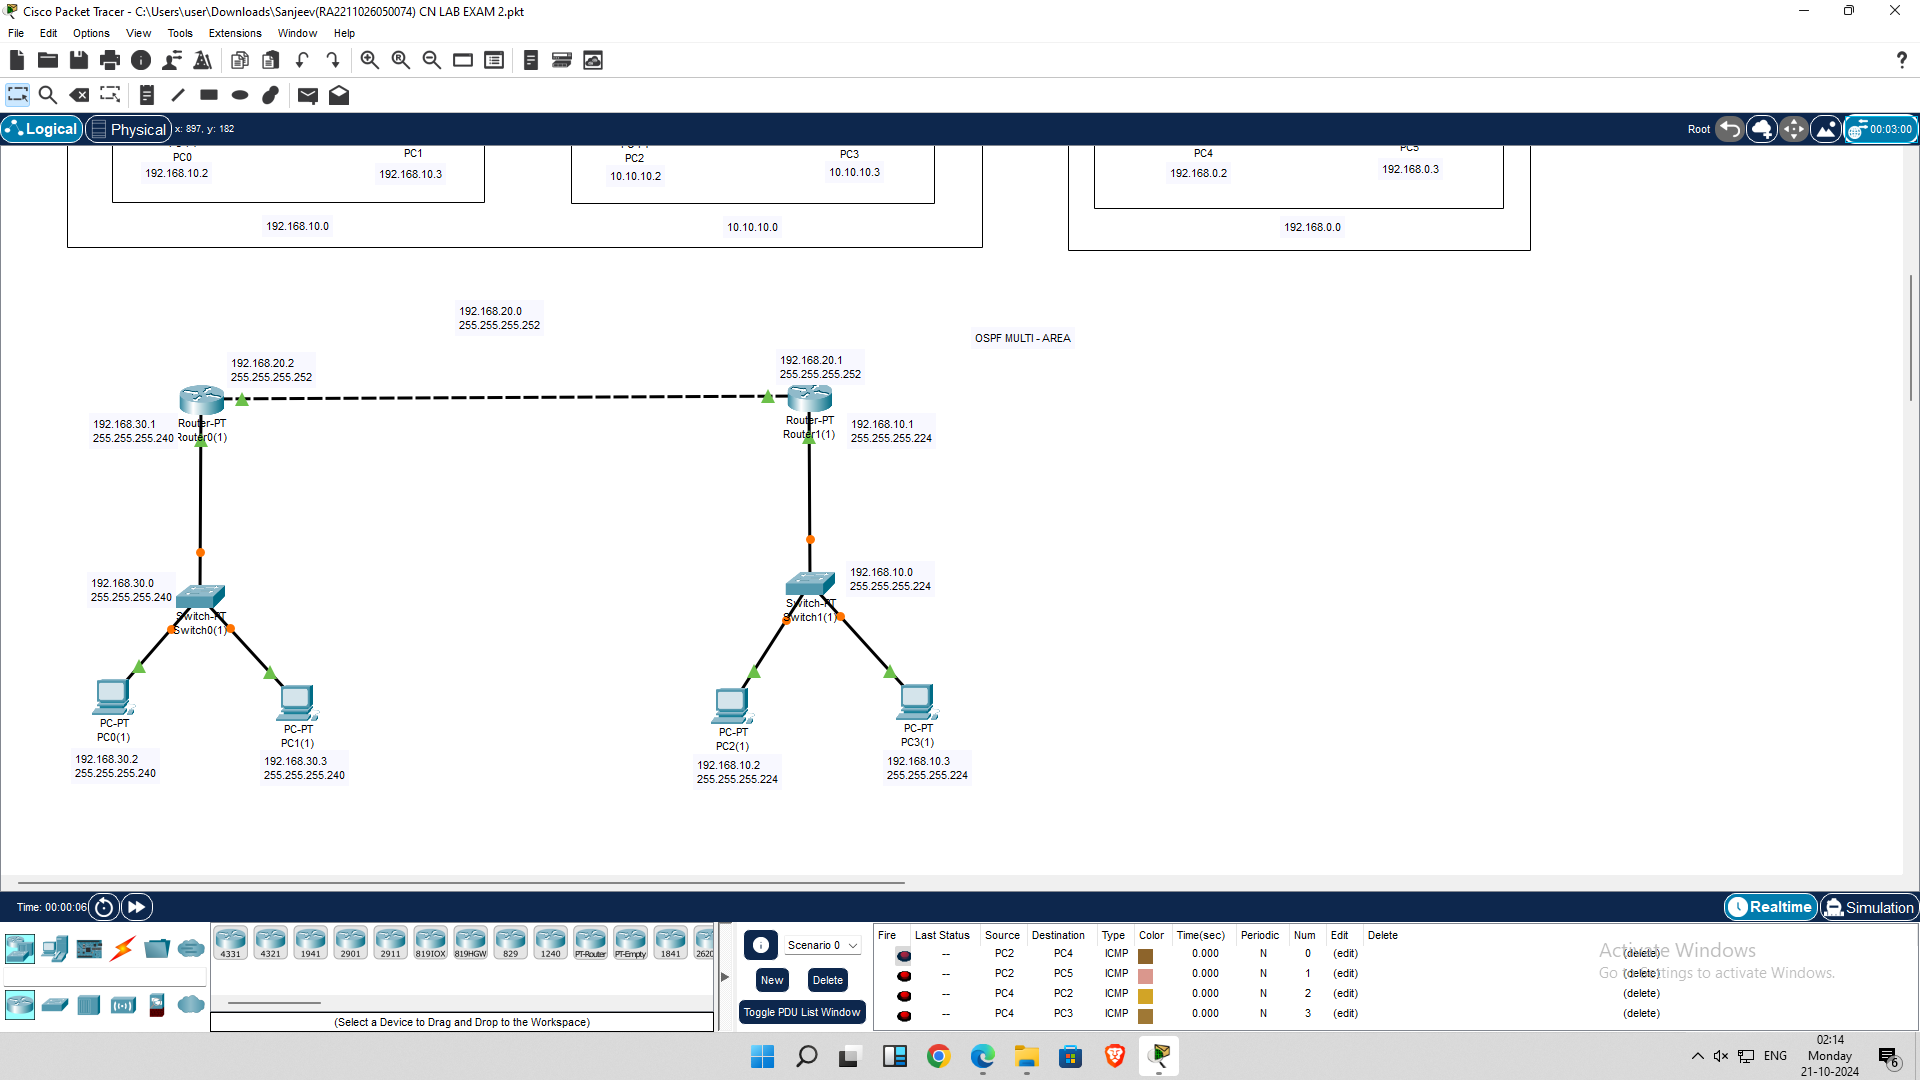 Cisco Packet Tracer - C:\Users\user\Downloads\Sanjeev(RA2211026050074) CN LAB EXAM 2.pkt
File Edit Options View Tools Extensions Window Help
Logical Physical x: 897, y: 182 Root 00:03:00
PC0 PC1 PC2 PC3 PC4 PC5
192.168.10.2 192.168.10.3 10.10.10.2 10.10.10.3 192.168.0.2 192.168.0.3
192.168.10.0 10.10.10.0 192.168.0.0
192.168.20.0
255.255.255.252
OSPF MULTI - AREA
192.168.20.2
255.255.255.252
192.168.20.1
255.255.255.252
192.168.30.1
255.255.255.240
Router-PT
Router0(1)
Router-PT
Router1(1)
192.168.10.1
255.255.255.224
192.168.30.0
255.255.255.240
Switch-PT
Switch0(1)
Switch-PT
Switch1(1)
192.168.10.0
255.255.255.224
PC-PT
PC0(1)
192.168.30.2
255.255.255.240
PC-PT
PC1(1)
192.168.30.3
255.255.255.240
PC-PT
PC2(1)
192.168.10.2
255.255.255.224
PC-PT
PC3(1)
192.168.10.3
255.255.255.224
Time: 00:00:06 Realtime Simulation
4331 4321 1941 2901 2911 819IOX 819HGW 829 1240 PT-Router PT-Empty 1841 262
(Select a Device to Drag and Drop to the Workspace)
Scenario 0
New Delete
Toggle PDU List Window
Fire Last Status Source Destination Type Color Time(sec) Periodic Num Edit Delete
-- PC2 PC4 ICMP 0.000 N 0 (edit) (delete)
-- PC2 PC5 ICMP 0.000 N 1 (edit) (delete)
-- PC4 PC2 ICMP 0.000 N 2 (edit) (delete)
-- PC4 PC3 ICMP 0.000 N 3 (edit) (delete)
Activate Windows
Go to Settings to activate Windows.
ENG
02:14
Monday
21-10-2024
6